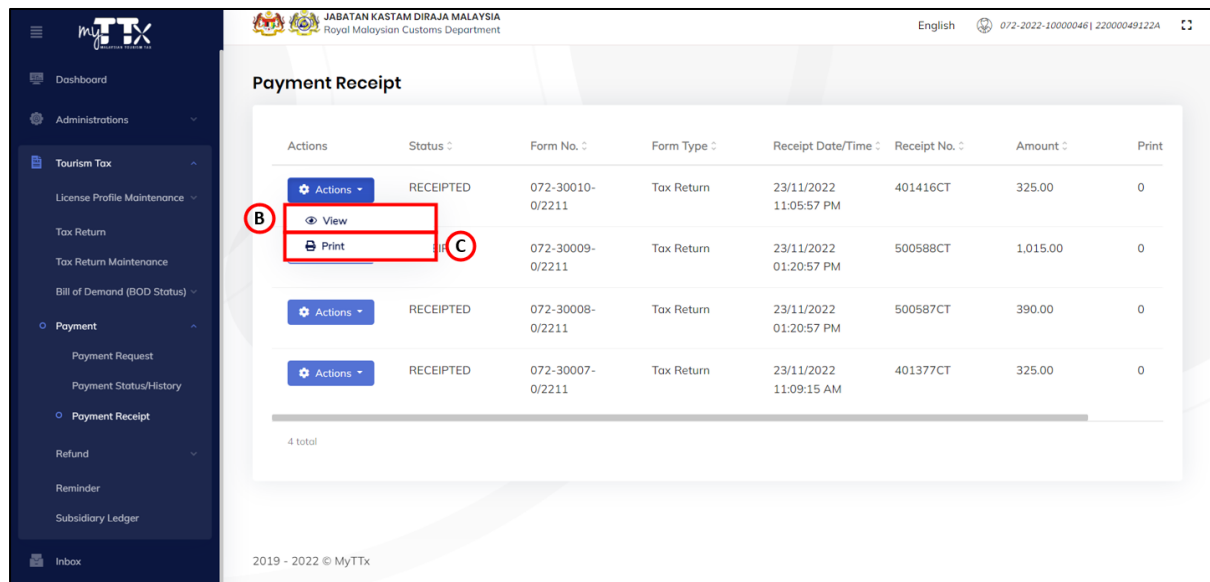 myTTX
MALAYSIAN TOURISM TAX
JABATAN KASTAM DIRAJA MALAYSIA
Royal Malaysian Customs Department
English
072-2022-10000046| 22000049122A
Dashboard
Administrations
Tourism Tax
License Profile Maintenance
Tax Return
Tax Return Maintenance
Bill of Demand (BOD Status)
Payment
Payment Request
Payment Status/History
Payment Receipt
Refund
Reminder
Subsidiary Ledger
Inbox
Payment Receipt
Actions Status Form No. Form Type Receipt Date/Time Receipt No. Amount Print
Actions RECEIPTED 072-30010- Tax Return 23/11/2022 401416CT 325.00 0
0/2211 11:05:57 PM
B View
Print C
072-30009- Tax Return 23/11/2022 500588CT 1,015.00 0
0/2211 01:20:57 PM
Actions RECEIPTED 072-30008- Tax Return 23/11/2022 500587CT 390.00 0
0/2211 01:20:57 PM
Actions RECEIPTED 072-30007- Tax Return 23/11/2022 401377CT 325.00 0
0/2211 11:09:15 AM
4 total
2019 - 2022 © MyTTx